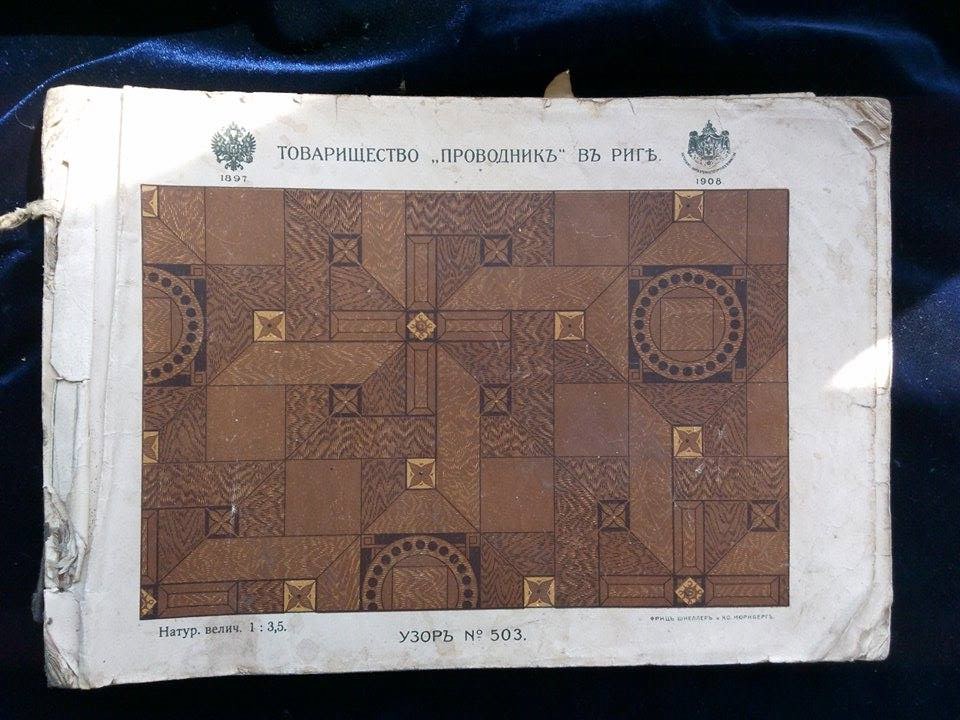 ТОВАРИЩЕСТВО „ПРОВОДНИКЪ" ВЪ РИГѢ.
1897.
1908.
Натур. велич. 1 : 3,5.
УЗОРЪ № 503.
ФРИЦЪ ШНЕЛЛЕРЪ и КО. НЮРНБЕРГЪ.